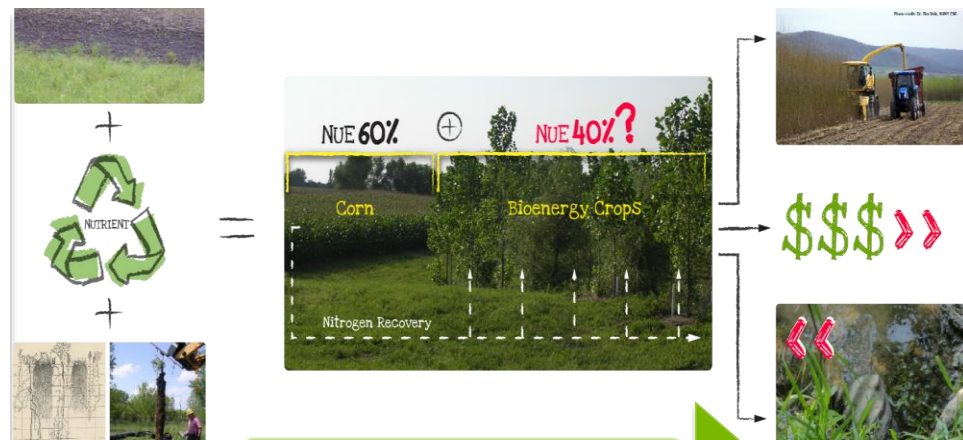 NUE 60% + NUE 40%?
Corn
Bioenergy Crops
NUTRIENT
+
=
+
Nitrogen Recovery
$$$